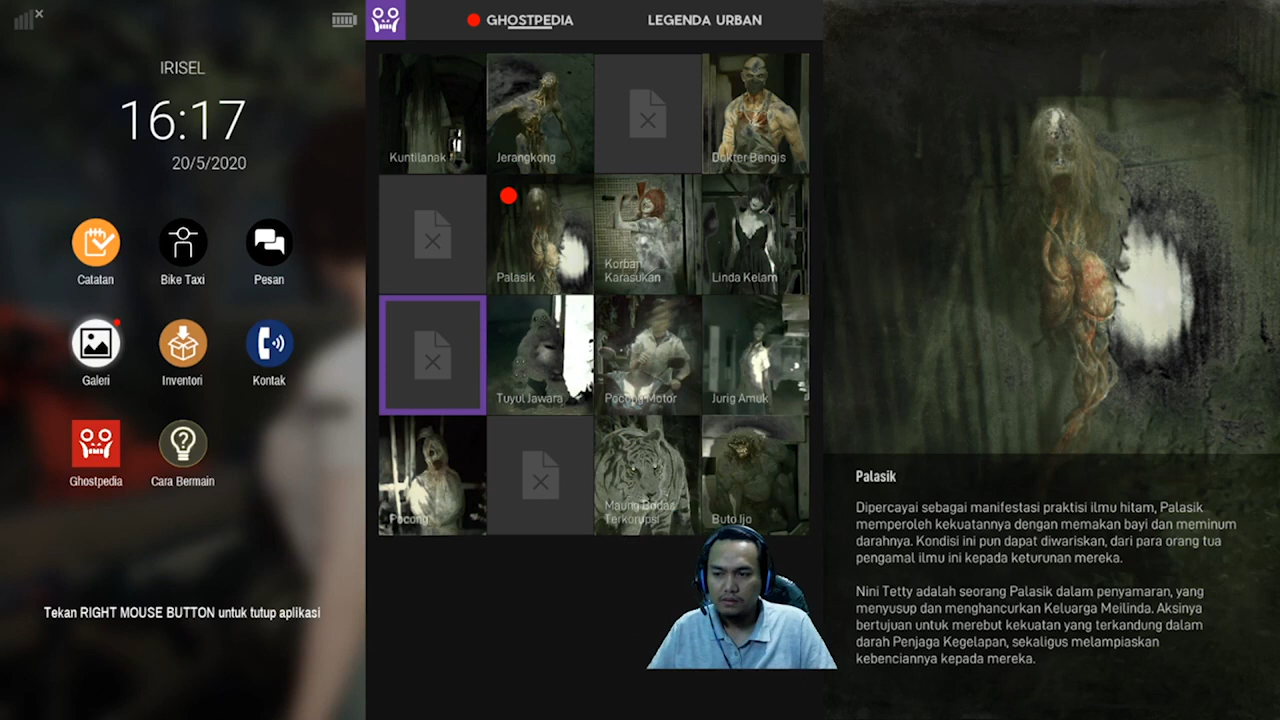 IRISEL
16:17
20/5/2020
Catatan
Bike Taxi
Pesan
Galeri
Inventori
Kontak
Ghostpedia
Cara Bermain
Tekan RIGHT MOUSE BUTTON untuk tutup aplikasi
GHOSTPEDIA
LEGENDA URBAN
Kuntilanak
Jerangkong
Dokter Bengis
Palasik
Korban
Karasukan
Linda Kelam
Tuyul Jawara
Pocong Motor
Jurig Amuk
Pocong
Maung Bodas
Terkorupsi
Buto Ijo
Palasik
Dipercayai sebagai manifestasi praktisi ilmu hitam, Palasik
memperoleh kekuatannya dengan memakan bayi dan meminum
darahnya. Kondisi ini pun dapat diwariskan, dari para orang tua
pengamal ilmu ini kepada keturunan mereka.
Nini Tetty adalah seorang Palasik dalam penyamaran, yang
menyusup dan menghancurkan Keluarga Meilinda. Aksinya
bertujuan untuk merebut kekuatan yang terkandung dalam
darah Penjaga Kegelapan, sekaligus melampiaskan
kebenciannya kepada mereka.